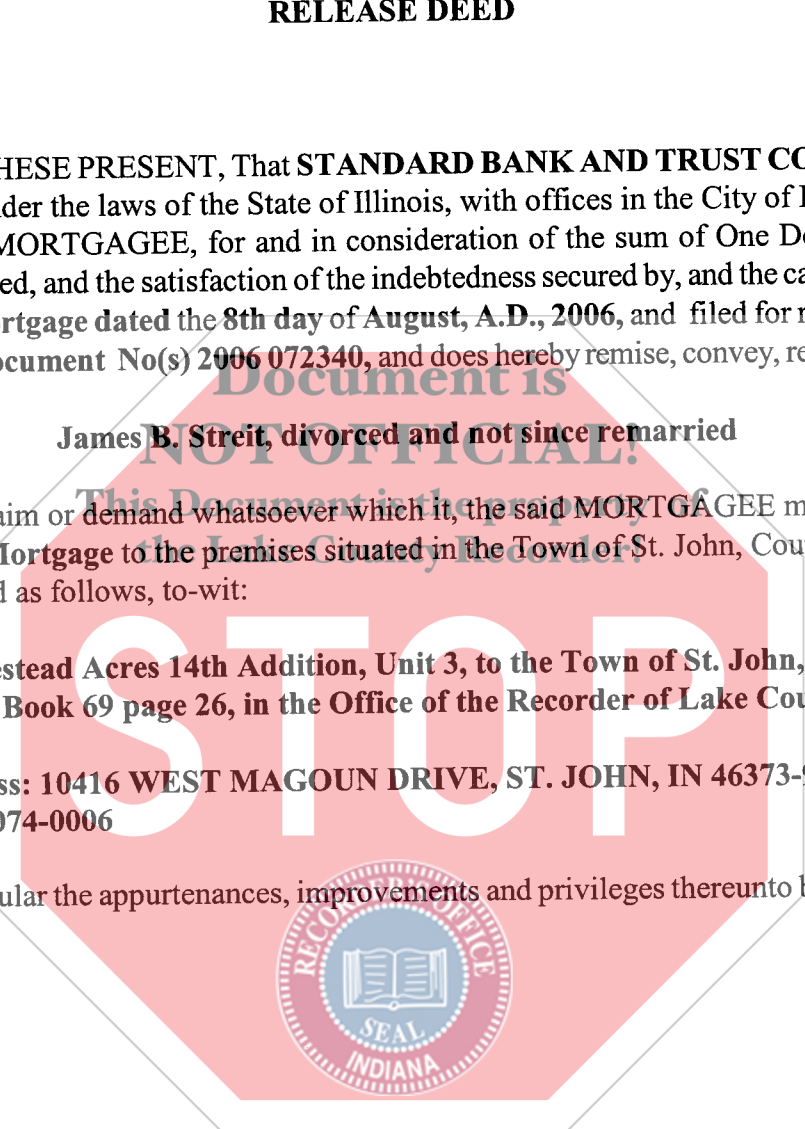 RELEASE DEED
HESE PRESENT, That STANDARD BANK AND TRUST CO
der the laws of the State of Illinois, with offices in the City of
MORTGAGEE, for and in consideration of the sum of One Do
ed, and the satisfaction of the indebtedness secured by, and the ca
rtgage dated the 8th day of August, A.D., 2006, and filed for r
ocument No(s) 2006 072340, and does hereby remise, convey, re
Document is
James B. Streit, divorced and not since remarried
NOT OFFICIAL!
This Document is the property of
aim or demand whatsoever which it, the said MORTGAGEE m
the Lake County Recorder!
Mortgage to the premises situated in the Town of St. John, Cou
d as follows, to-wit:
STOP
estead Acres 14th Addition, Unit 3, to the Town of St. John,
Book 69 page 26, in the Office of the Recorder of Lake Cou
ss: 10416 WEST MAGOUN DRIVE, ST. JOHN, IN 46373-
074-0006
ular the appurtenances, improvements and privileges thereunto b
RECORDER'S OFFICE
SEAL
INDIANA